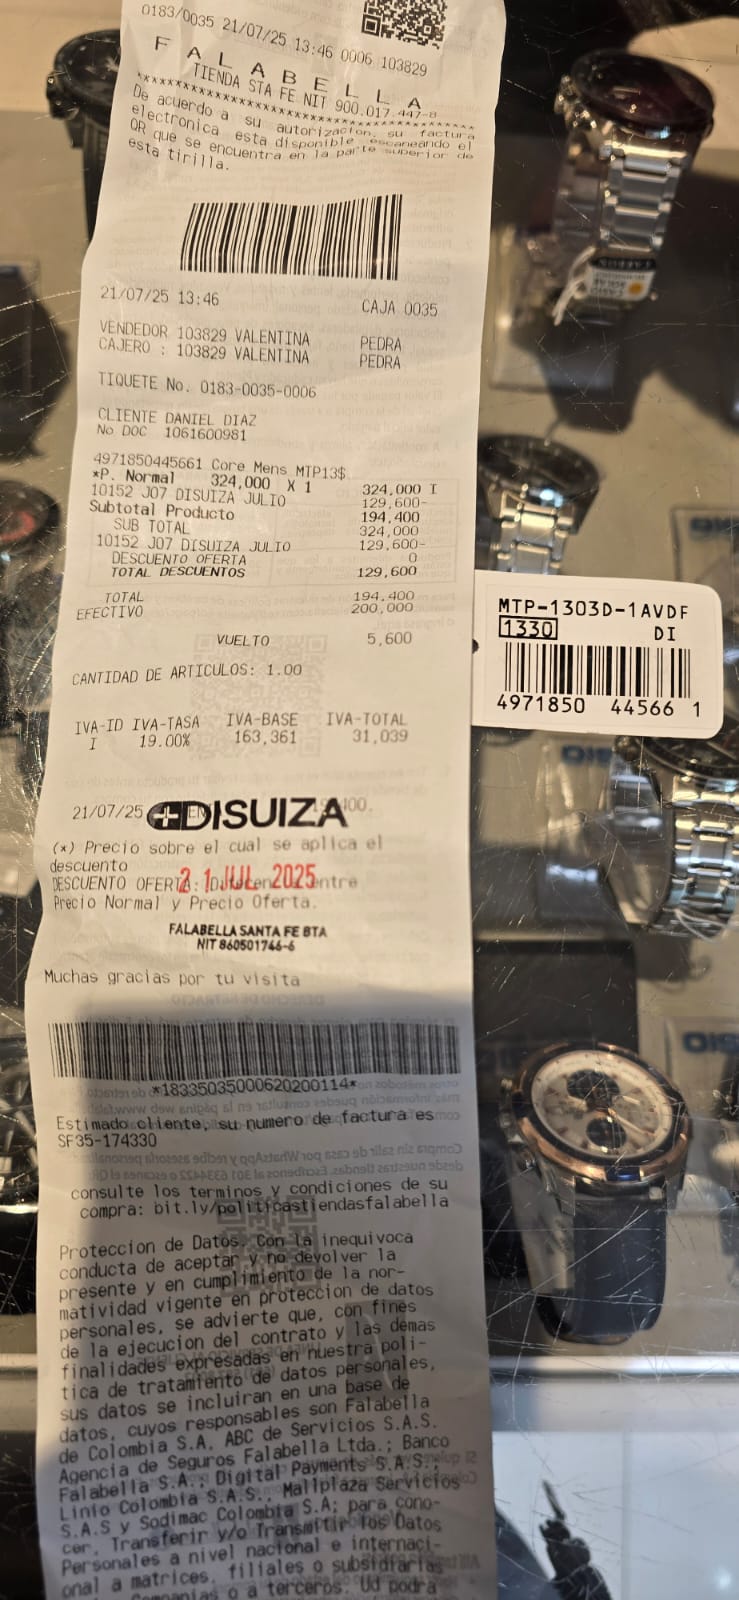 0183/0035 21/07/25 13:46 0006 103829
FALABELLA
TIENDA STA FE NIT 900.017.447-8
****************************************
De acuerdo a su autorizacion, su factura
electronica esta disponible escaneando el
QR que se encuentra en la parte superior de
esta tirilla.
21/07/25 13:46 CAJA 0035
VENDEDOR 103829 VALENTINA PEDRA
CAJERO : 103829 VALENTINA PEDRA
TIQUETE No. 0183-0035-0006
CLIENTE DANIEL DIAZ
No DOC 1061600981
4971850445661 Core Mens MTP13$
*P. Normal 324,000 X 1 324,000 I
10152 J07 DISUIZA JULIO 129,600-
Subtotal Producto 194,400
SUB TOTAL 324,000
10152 J07 DISUIZA JULIO 129,600-
DESCUENTO OFERTA 0
TOTAL DESCUENTOS 129,600
TOTAL 194,400
EFECTIVO 200,000
VUELTO 5,600
CANTIDAD DE ARTICULOS: 1.00
IVA-ID IVA-TASA IVA-BASE IVA-TOTAL
I 19.00% 163,361 31,039
MTP-1303D-1AVDF
1330 DI
4971850 44566 1
21/07/25
DISUIZA
(*) Precio sobre el cual se aplica el
descuento
DESCUENTO OFERTA: entre
21 JUL 2025
Precio Normal y Precio Oferta.
FALABELLA SANTA FE BTA
NIT 860501746-6
Muchas gracias por tu visita
*18335035000620200114*
Estimado cliente, su numero de factura es
SF35-174330
consulte los terminos y condiciones de su
compra: bit.ly/politicastiendasfalabella
Proteccion de Datos. Con la inequivoca
conducta de aceptar y no devolver la
presente y en cumplimiento de la nor-
matividad vigente en proteccion de datos
personales, se advierte que, con fines
de la ejecucion del contrato y las demas
finalidades expresadas en nuestra poli-
tica de tratamiento de datos personales,
sus datos se incluiran en una base de
datos, cuyos responsables son Falabella
de Colombia S.A. ABC de Servicios S.A.S.
Agencia de Seguros Falabella Ltda.; Banco
Falabella S.A.; Digital Payments S.A.S.;
Linio Colombia S.A.S., Mallplaza Servicios
S.A.S y Sodimac Colombia S.A; para cono-
cer, Transferir y/o Transmitir los Datos
Personales a nivel nacional e internaci-
onal a matrices, filiales o subsidiarias
o a terceros. Ud podra